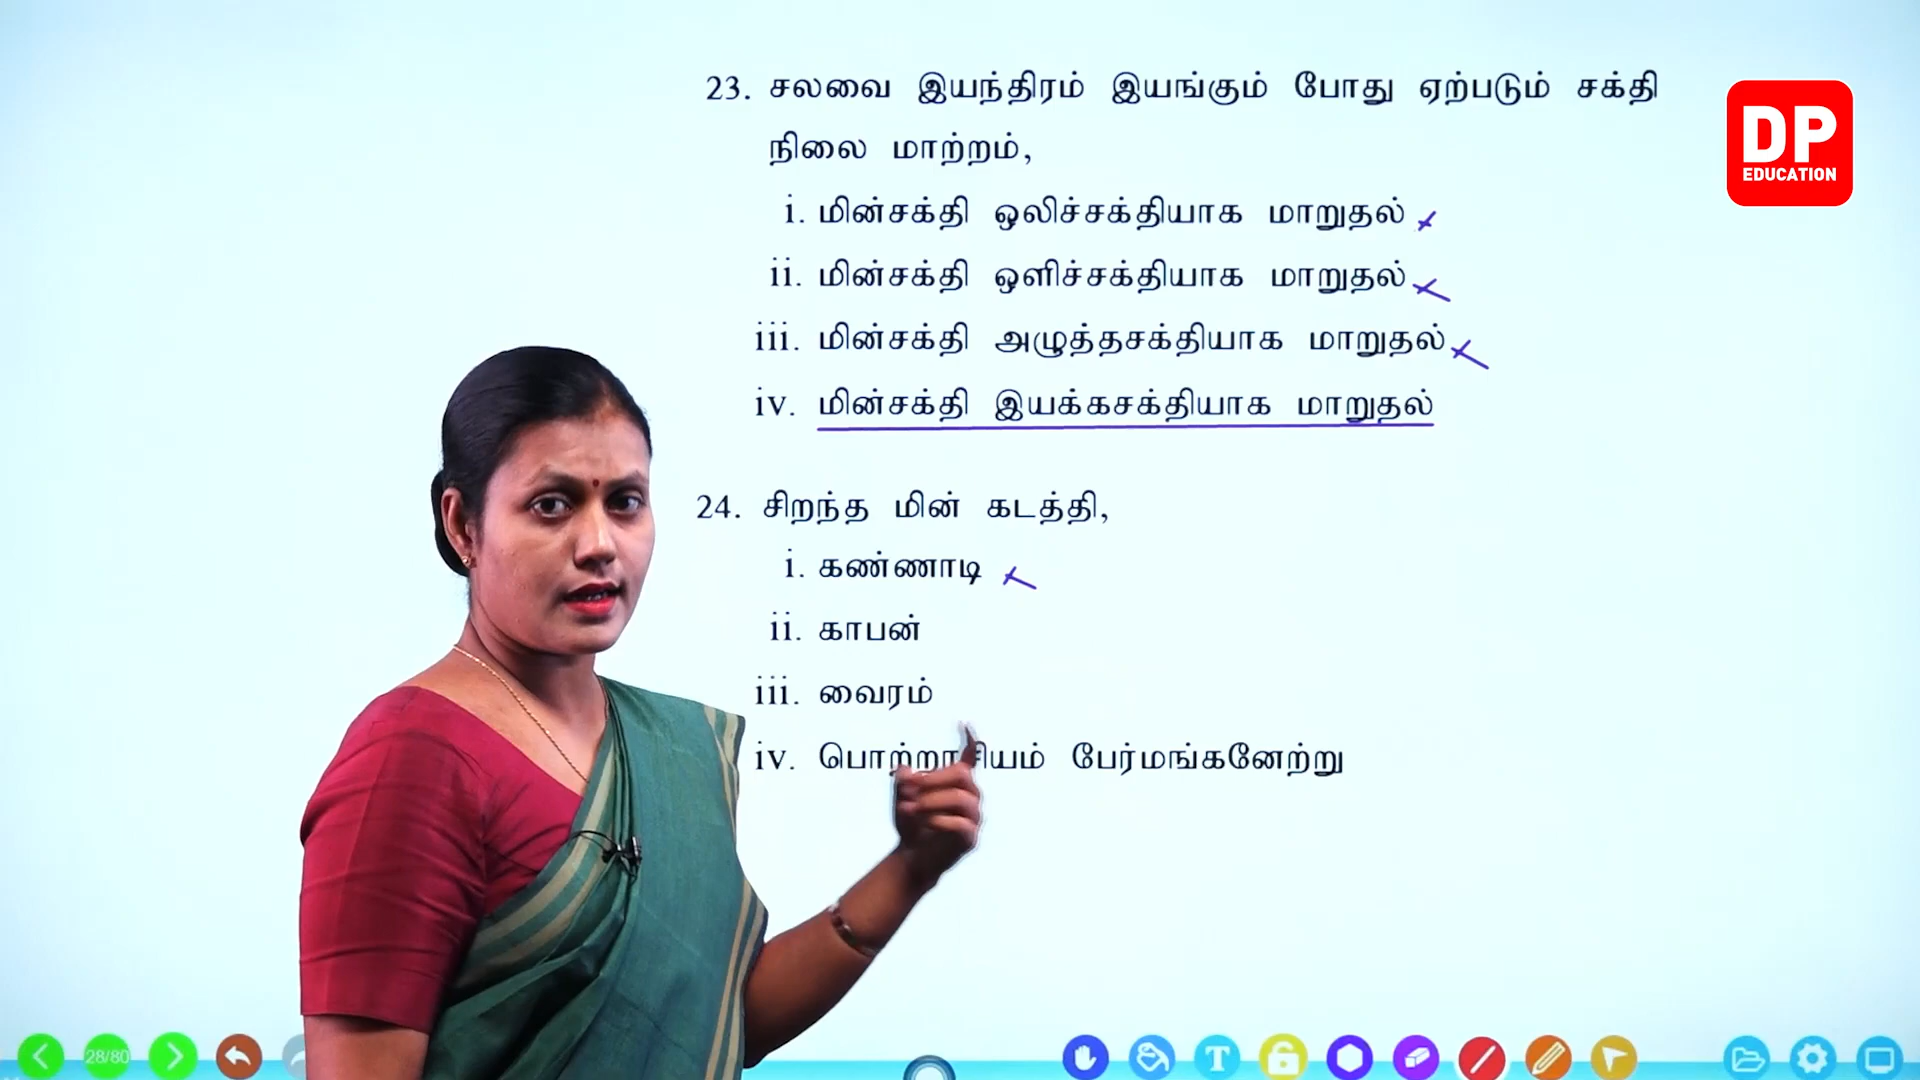 23. சலவை இயந்திரம் இயங்கும் போது ஏற்படும் சக்தி
நிலை மாற்றம்,
i. மின்சக்தி ஒலிச்சக்தியாக மாறுதல்
ii. மின்சக்தி ஒளிச்சக்தியாக மாறுதல்
iii. மின்சக்தி அழுத்தசக்தியாக மாறுதல்
iv. மின்சக்தி இயக்கசக்தியாக மாறுதல்
24. சிறந்த மின் கடத்தி,
i. கண்ணாடி
ii. காபன்
iii. வைரம்
iv. பொற்றாசியம் பேர்மங்கனேற்று
DP
EDUCATION
28/80
T